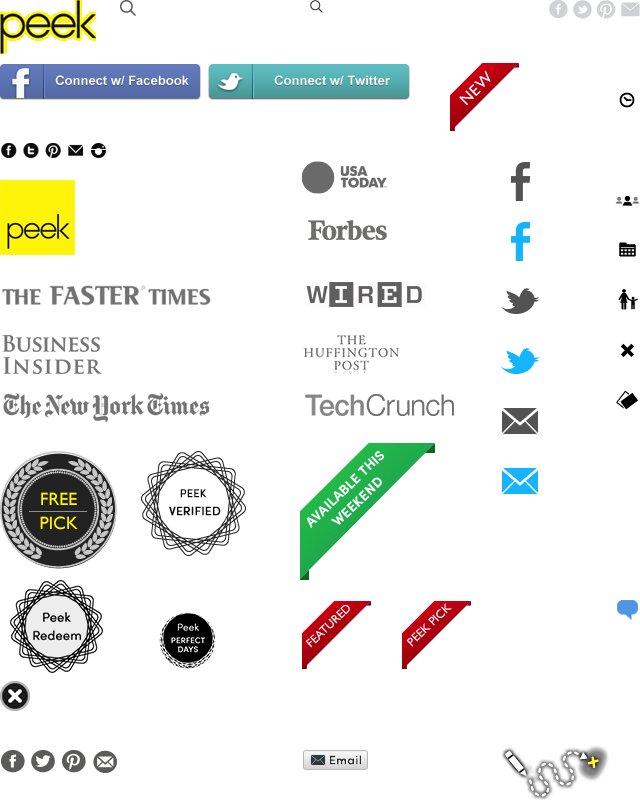 peek
Connect w/ Facebook
Connect w/ Twitter
NEW
USA
TODAY
peek
Forbes
THE FASTER TIMES
WIRED
BUSINESS
INSIDER
THE
HUFFINGTON
POST
The New York Times
TechCrunch
FREE
PICK
PEEK
VERIFIED
AVAILABLE THIS
WEEKEND
Peek
Redeem
Peek
PERFECT
DAYS
FEATURED
PEEK PICK
Email